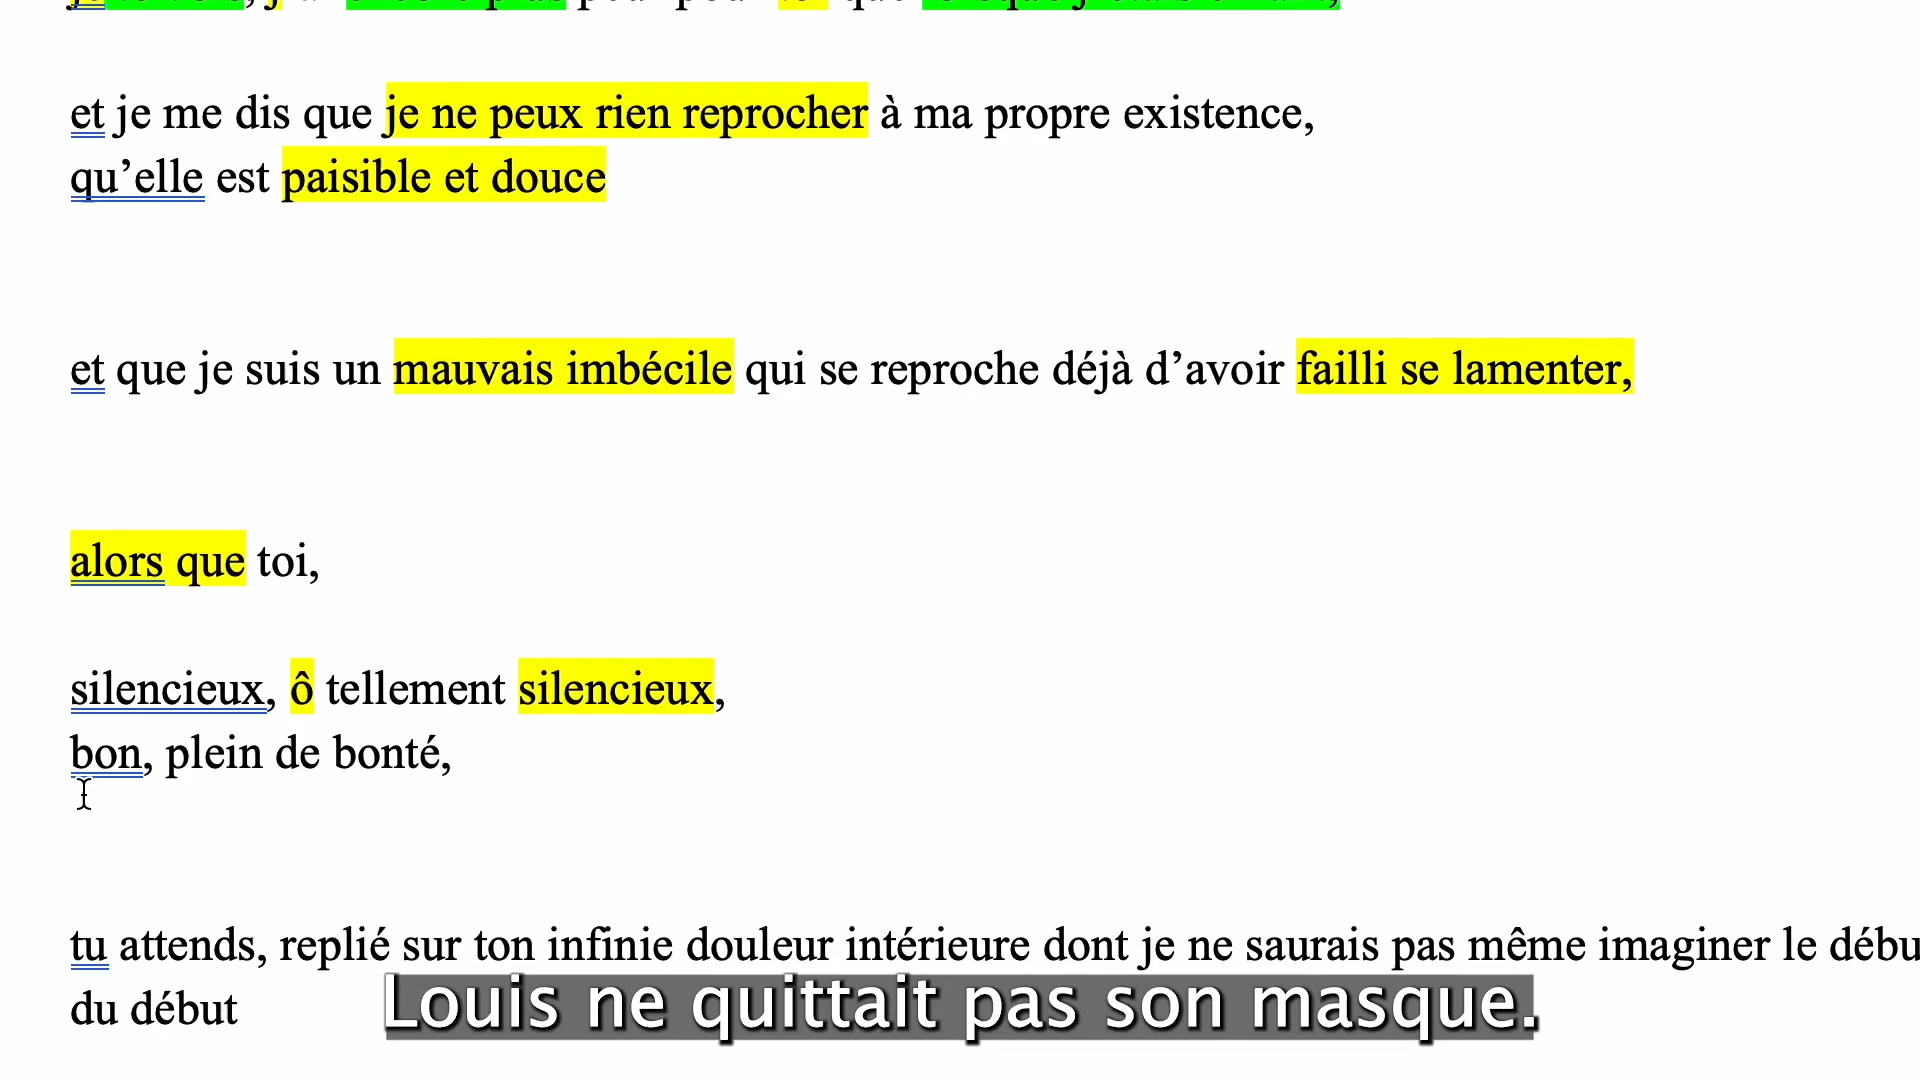 et je me dis que je ne peux rien reprocher à ma propre existence,
qu’elle est paisible et douce
et que je suis un mauvais imbécile qui se reproche déjà d’avoir failli se lamenter,
alors que toi,
silencieux, ô tellement silencieux,
bon, plein de bonté,
tu attends, replié sur ton infinie douleur intérieure dont je ne saurais pas même imaginer le débu
du début
Louis ne quittait pas son masque.